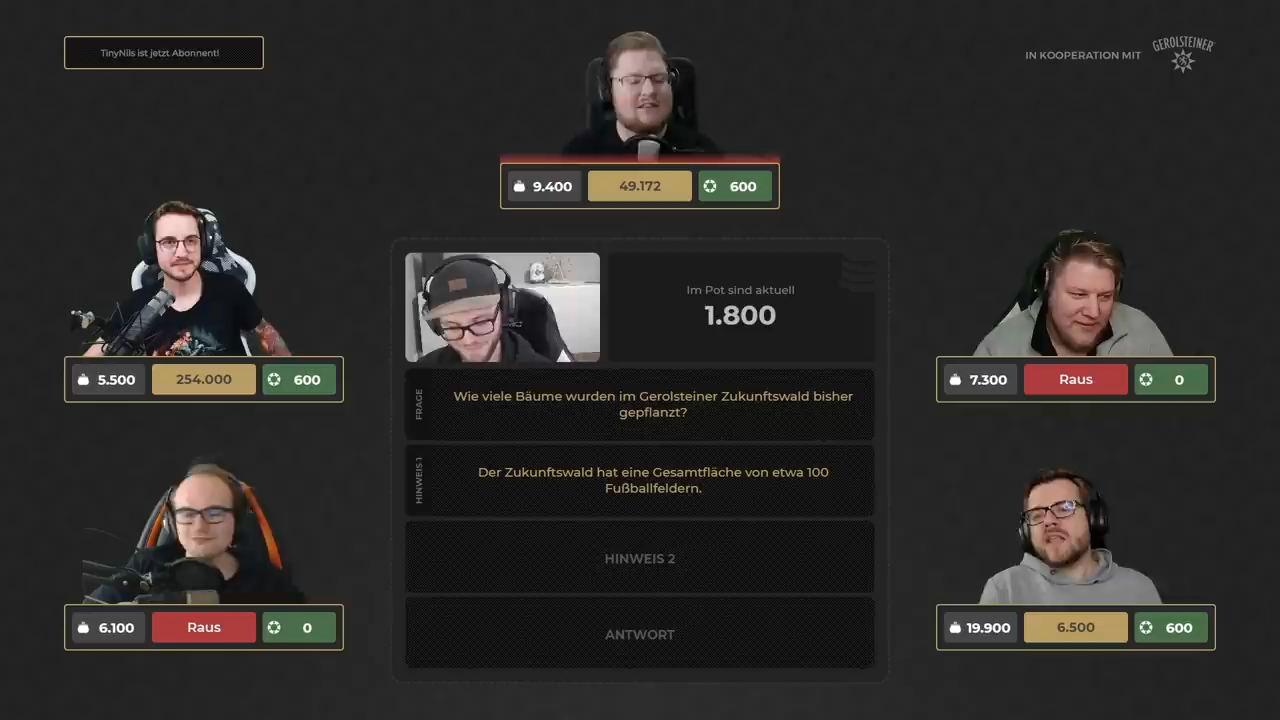 TinyNils ist jetzt Abonnent!
IN KOOPERATION MIT
GEROLSTEINER
9.400
49.172
600
5.500
254.000
600
Im Pot sind aktuell
1.800
7.300
Raus
0
FRAGE
Wie viele Bäume wurden im Gerolsteiner Zukunftswald bisher
gepflanzt?
HINWEIS 1
Der Zukunftswald hat eine Gesamtfläche von etwa 100
Fußballfeldern.
HINWEIS 2
ANTWORT
6.100
Raus
0
19.900
6.500
600